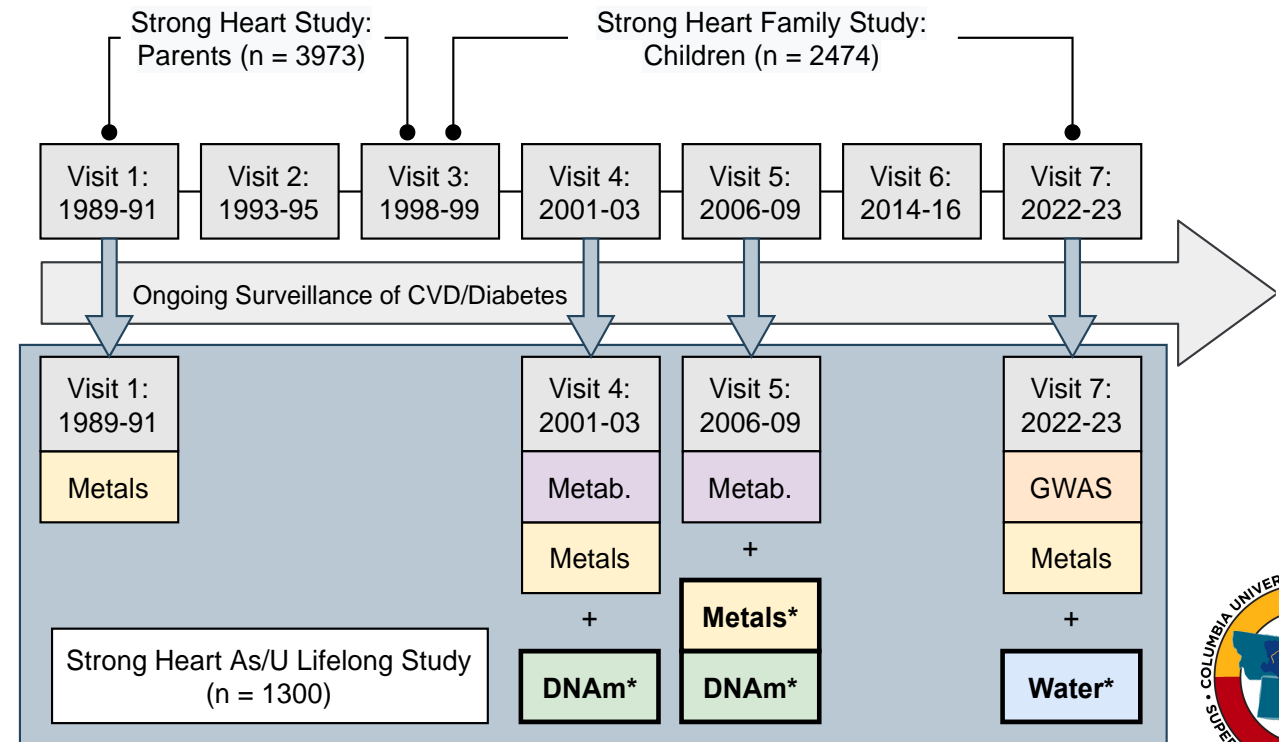 Strong Heart Study:
Parents (n = 3973)
Strong Heart Family Study:
Children (n = 2474)
Visit 1:
1989-91
Visit 2:
1993-95
Visit 3:
1998-99
Visit 4:
2001-03
Visit 5:
2006-09
Visit 6:
2014-16
Visit 7:
2022-23
Ongoing Surveillance of CVD/Diabetes
Visit 1:
1989-91
Metals
Visit 4:
2001-03
Metab.
Metals
+
DNAm*
Visit 5:
2006-09
Metab.
+
Metals*
DNAm*
Visit 7:
2022-23
GWAS
Metals
+
Water*
Strong Heart As/U Lifelong Study
(n = 1300)
COLUMBIA